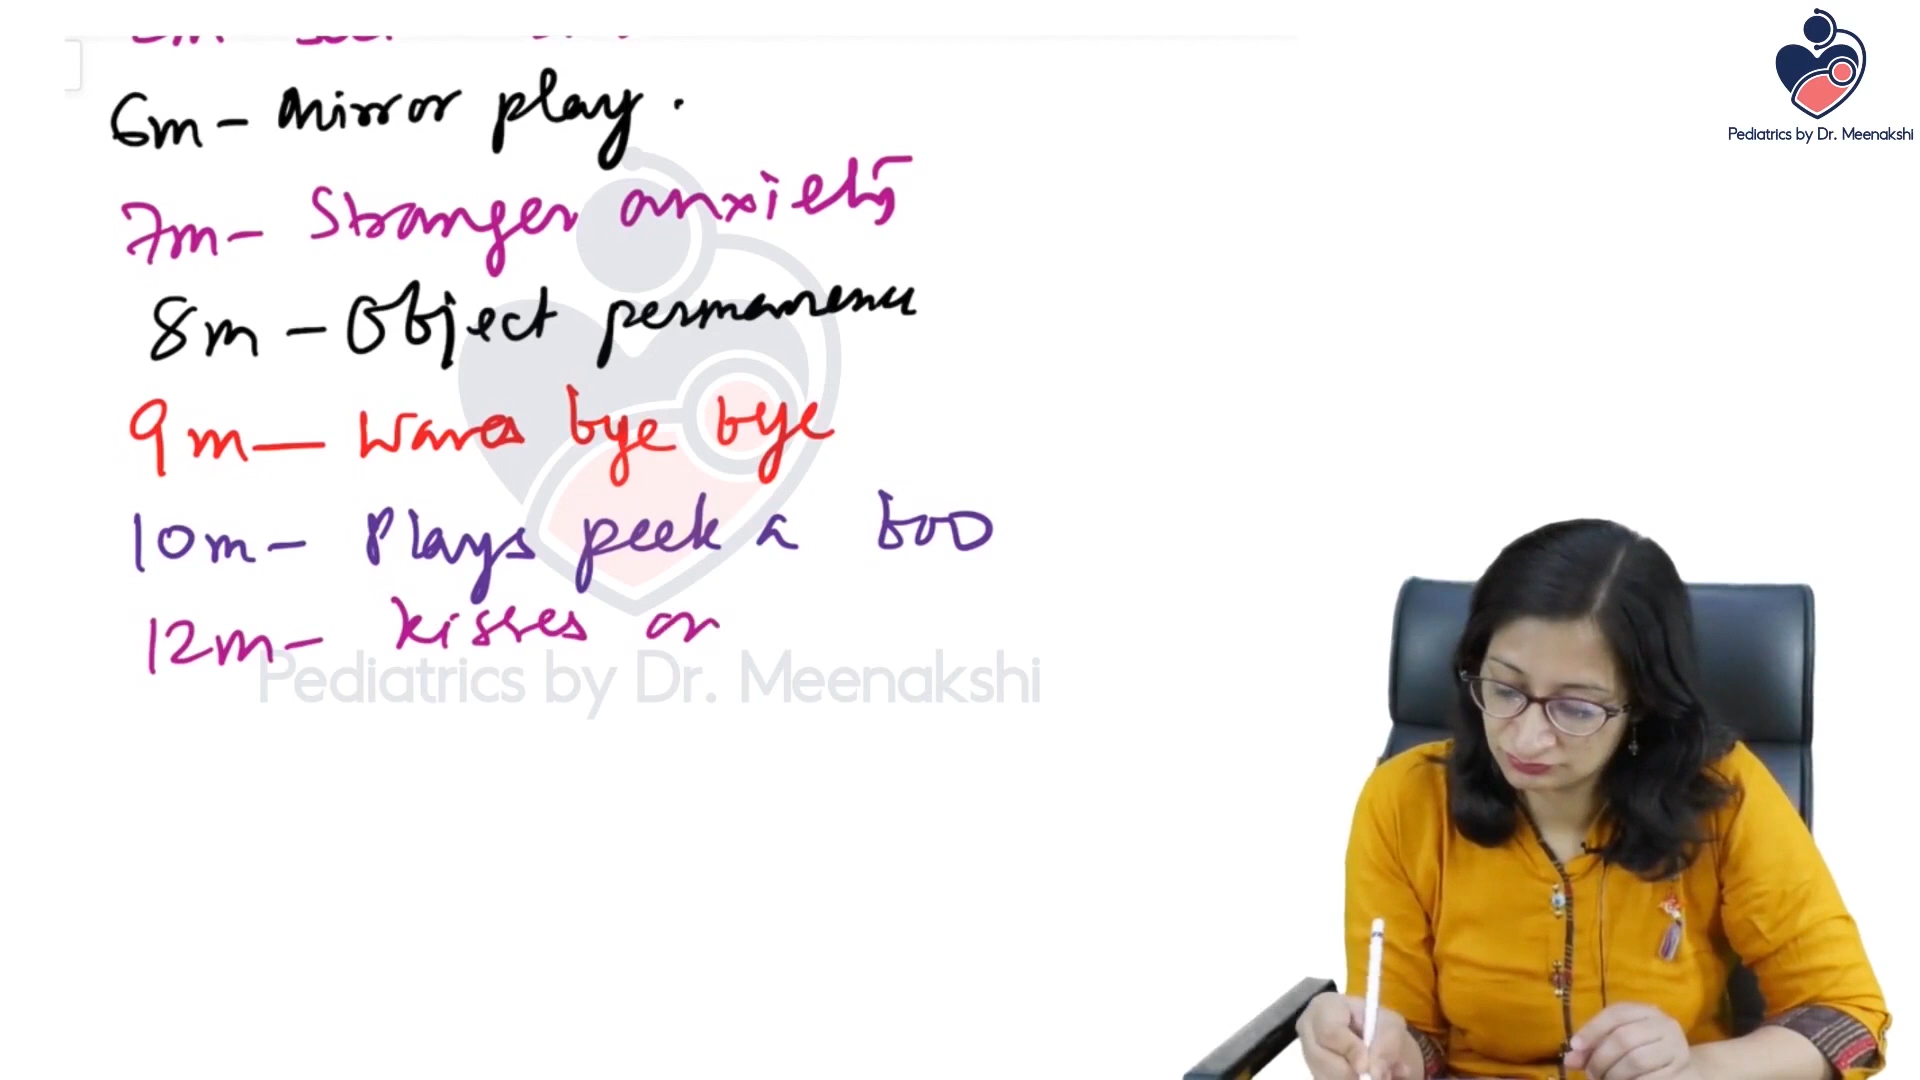 6m - Mirror play.
7m - Stranger anxiety
8m - Object permanence
9m - Waves bye bye
10m - Plays peek a boo
12m - kisses on
Pediatrics by Dr. Meenakshi
Pediatrics by Dr. Meenakshi